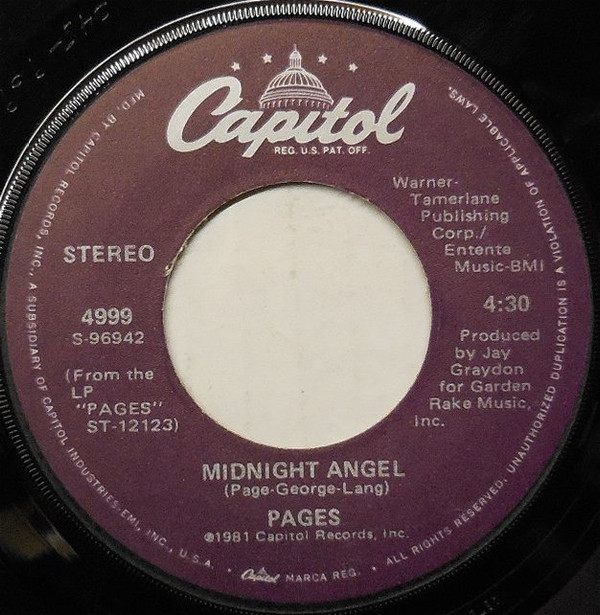 Capitol
REG. U.S. PAT. OFF.
Warner-
Tamerlane
Publishing
Corp./
Entente
Music-BMI
STEREO
4999
S-96942
(From the
LP
"PAGES"
ST-12123)
4:30
Produced
by Jay
Graydon
for Garden
Rake Music,
Inc.
MIDNIGHT ANGEL
(Page-George-Lang)
PAGES
℗1981 Capitol Records, Inc.
MFD. BY CAPITOL RECORDS, INC., A SUBSIDIARY OF CAPITOL INDUSTRIES-EMI, INC., U.S.A. • Capitol MARCA REG. • ALL RIGHTS RESERVED. UNAUTHORIZED DUPLICATION IS A VIOLATION OF APPLICABLE LAWS.